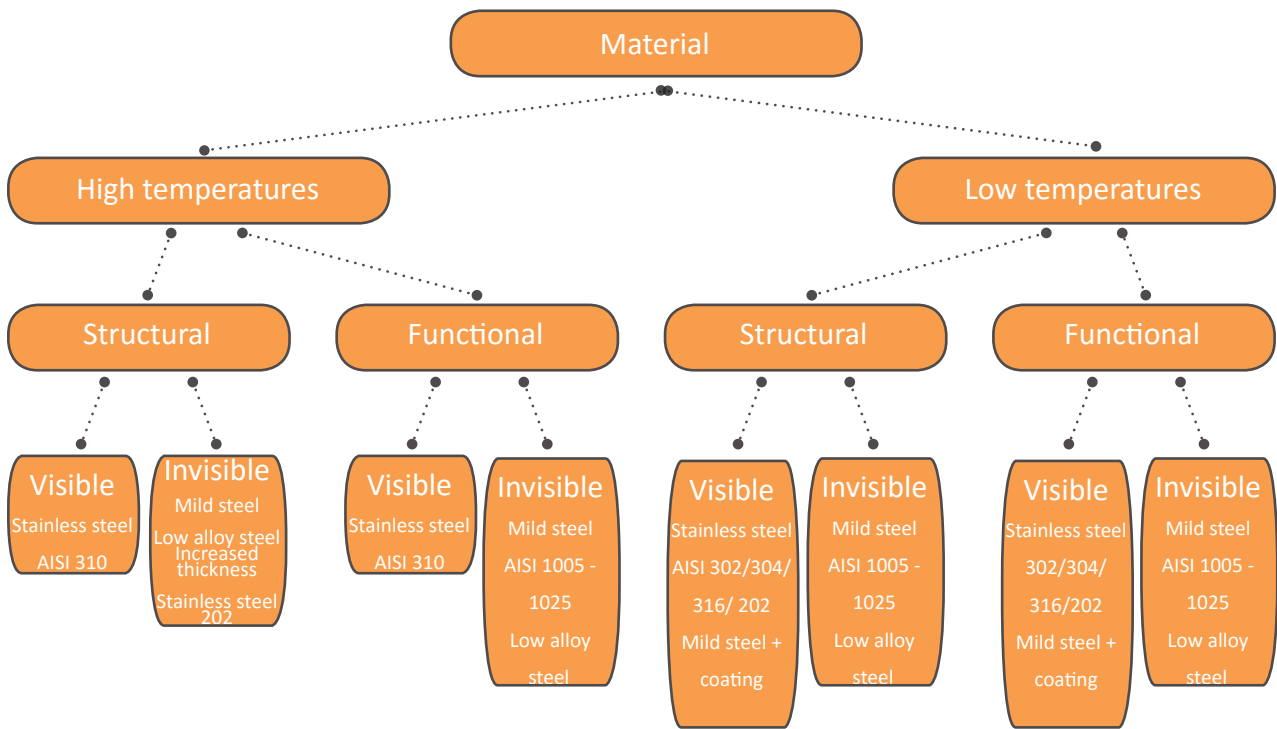 Material
High temperatures
Low temperatures
Structural
Functional
Structural
Functional
Visible
Stainless steel
AISI 310
Invisible
Mild steel
Low alloy steel
Increased
thickness
Stainless steel
202
Visible
Stainless steel
AISI 310
Invisible
Mild steel
AISI 1005 -
1025
Low alloy
steel
Visible
Stainless steel
AISI 302/304/
316/ 202
Mild steel +
coating
Invisible
Mild steel
AISI 1005 -
1025
Low alloy
steel
Visible
Stainless steel
302/304/
316/202
Mild steel +
coating
Invisible
Mild steel
AISI 1005 -
1025
Low alloy
steel